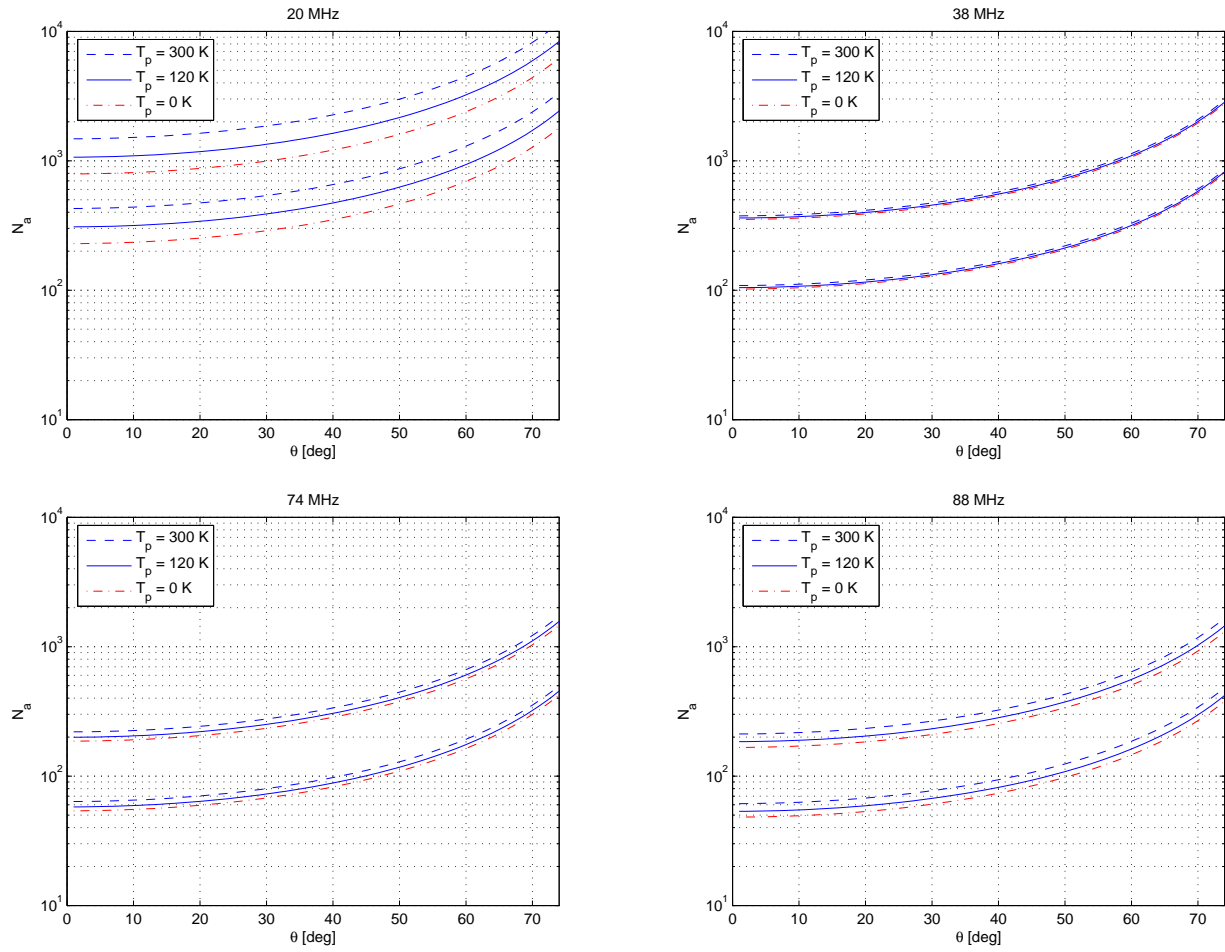 20 MHz
10^4
10^3
10^2
10^1
N_a
T_p = 300 K
T_p = 120 K
T_p = 0 K
0 10 20 30 40 50 60 70
θ [deg]
38 MHz
10^4
10^3
10^2
10^1
N_a
T_p = 300 K
T_p = 120 K
T_p = 0 K
0 10 20 30 40 50 60 70
θ [deg]
74 MHz
10^4
10^3
10^2
10^1
N_a
T_p = 300 K
T_p = 120 K
T_p = 0 K
0 10 20 30 40 50 60 70
θ [deg]
88 MHz
10^4
10^3
10^2
10^1
N_a
T_p = 300 K
T_p = 120 K
T_p = 0 K
0 10 20 30 40 50 60 70
θ [deg]